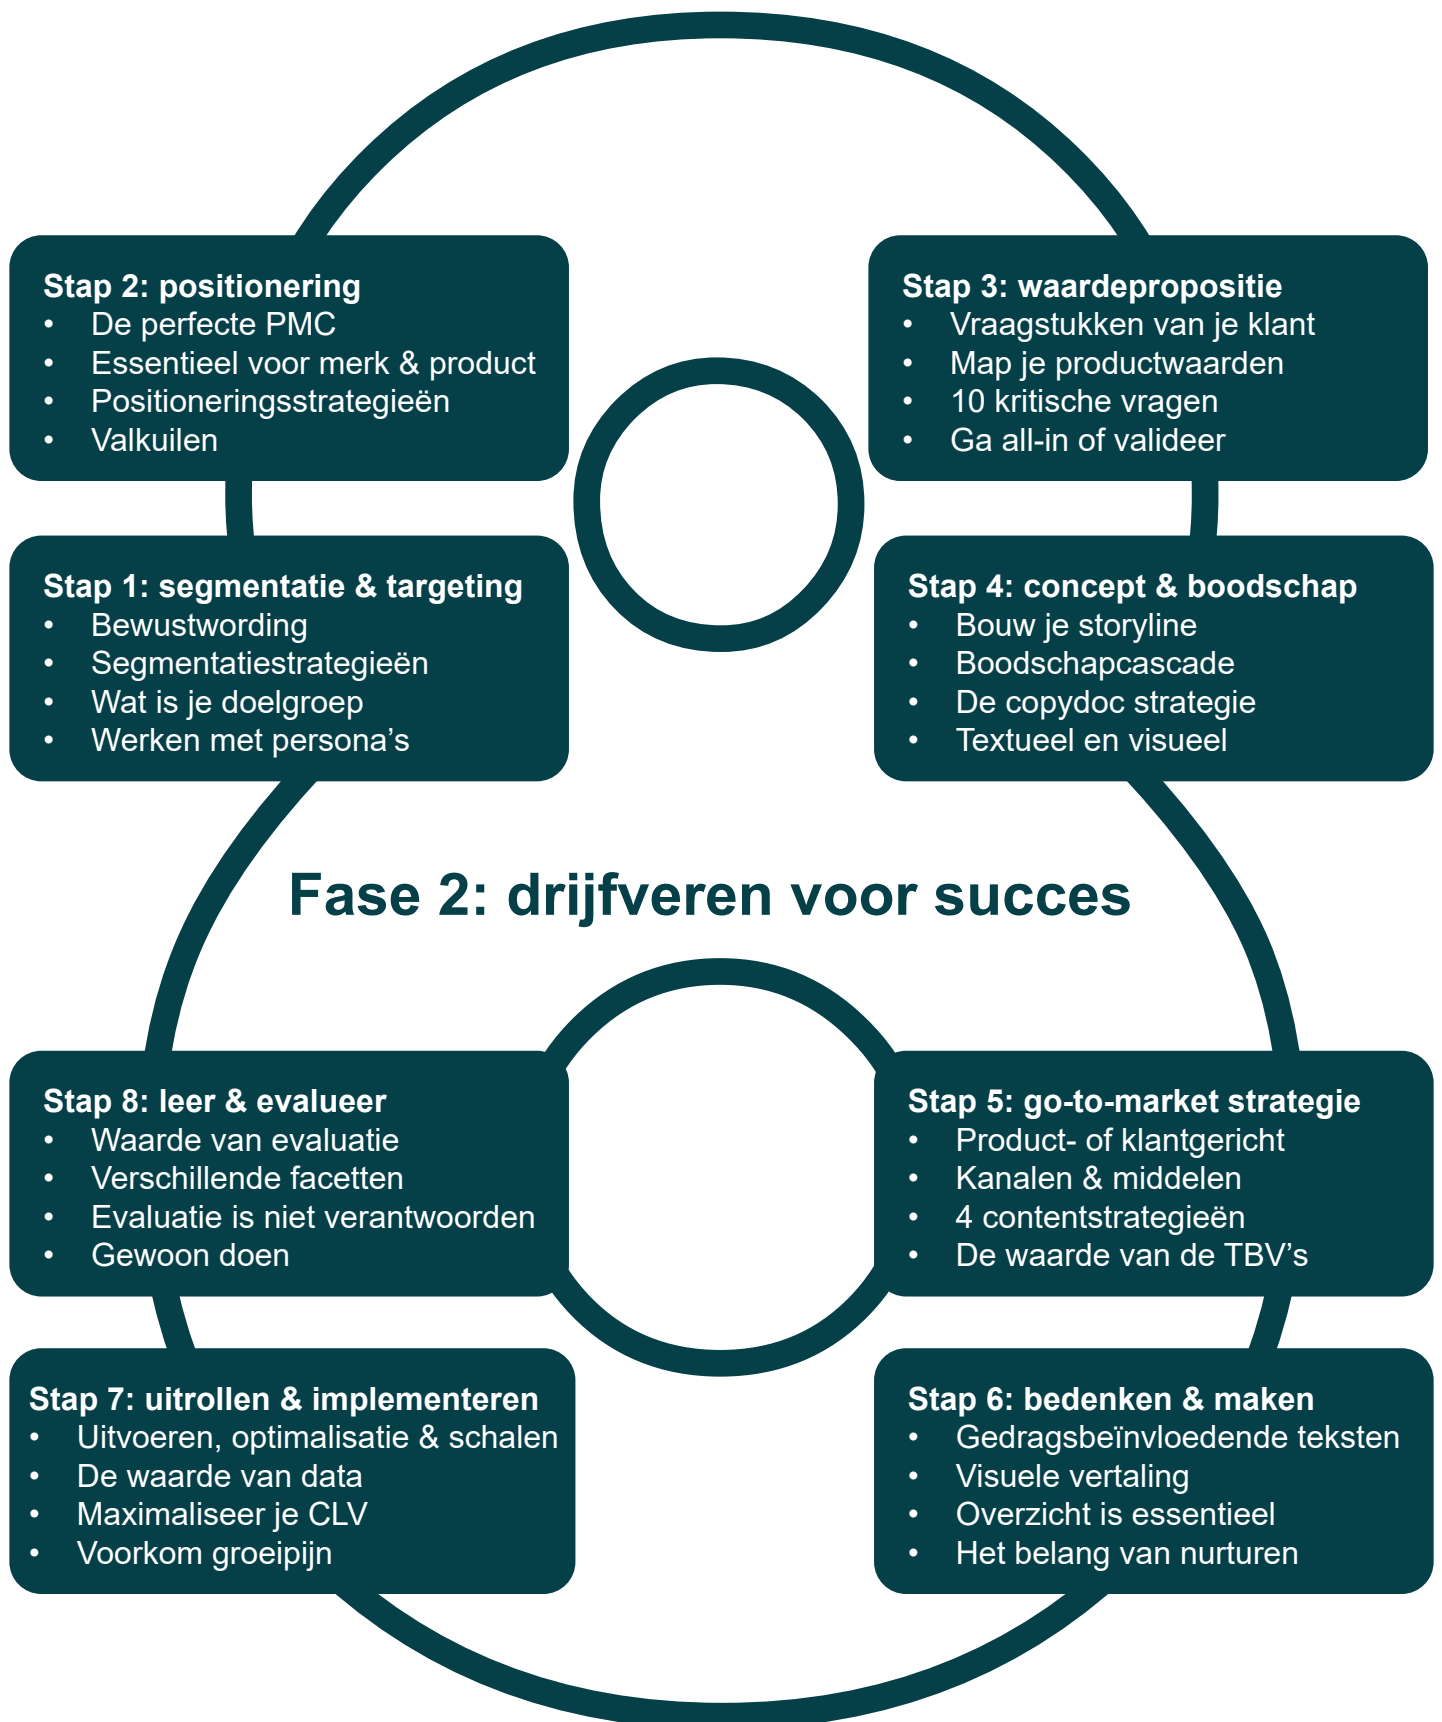 Stap 2: positionering
• De perfecte PMC
• Essentieel voor merk & product
• Positioneringsstrategieën
• Valkuilen
Stap 3: waardepropositie
• Vraagstukken van je klant
• Map je productwaarden
• 10 kritische vragen
• Ga all-in of valideer
Stap 1: segmentatie & targeting
• Bewustwording
• Segmentatiestrategieën
• Wat is je doelgroep
• Werken met persona’s
Stap 4: concept & boodschap
• Bouw je storyline
• Boodschapcascade
• De copydoc strategie
• Textueel en visueel
Fase 2: drijfveren voor succes
Stap 8: leer & evalueer
• Waarde van evaluatie
• Verschillende facetten
• Evaluatie is niet verantwoorden
• Gewoon doen
Stap 5: go-to-market strategie
• Product- of klantgericht
• Kanalen & middelen
• 4 contentstrategieën
• De waarde van de TBV’s
Stap 7: uitrollen & implementeren
• Uitvoeren, optimalisatie & schalen
• De waarde van data
• Maximaliseer je CLV
• Voorkom groeipijn
Stap 6: bedenken & maken
• Gedragsbeïnvloedende teksten
• Visuele vertaling
• Overzicht is essentieel
• Het belang van nurturen